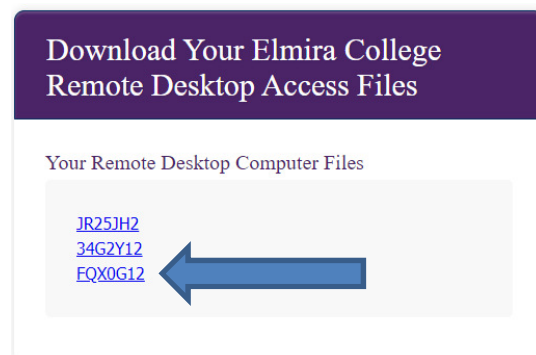 Download Your Elmira College
Remote Desktop Access Files
Your Remote Desktop Computer Files
JR25JH2
34G2Y12
FQX0G12